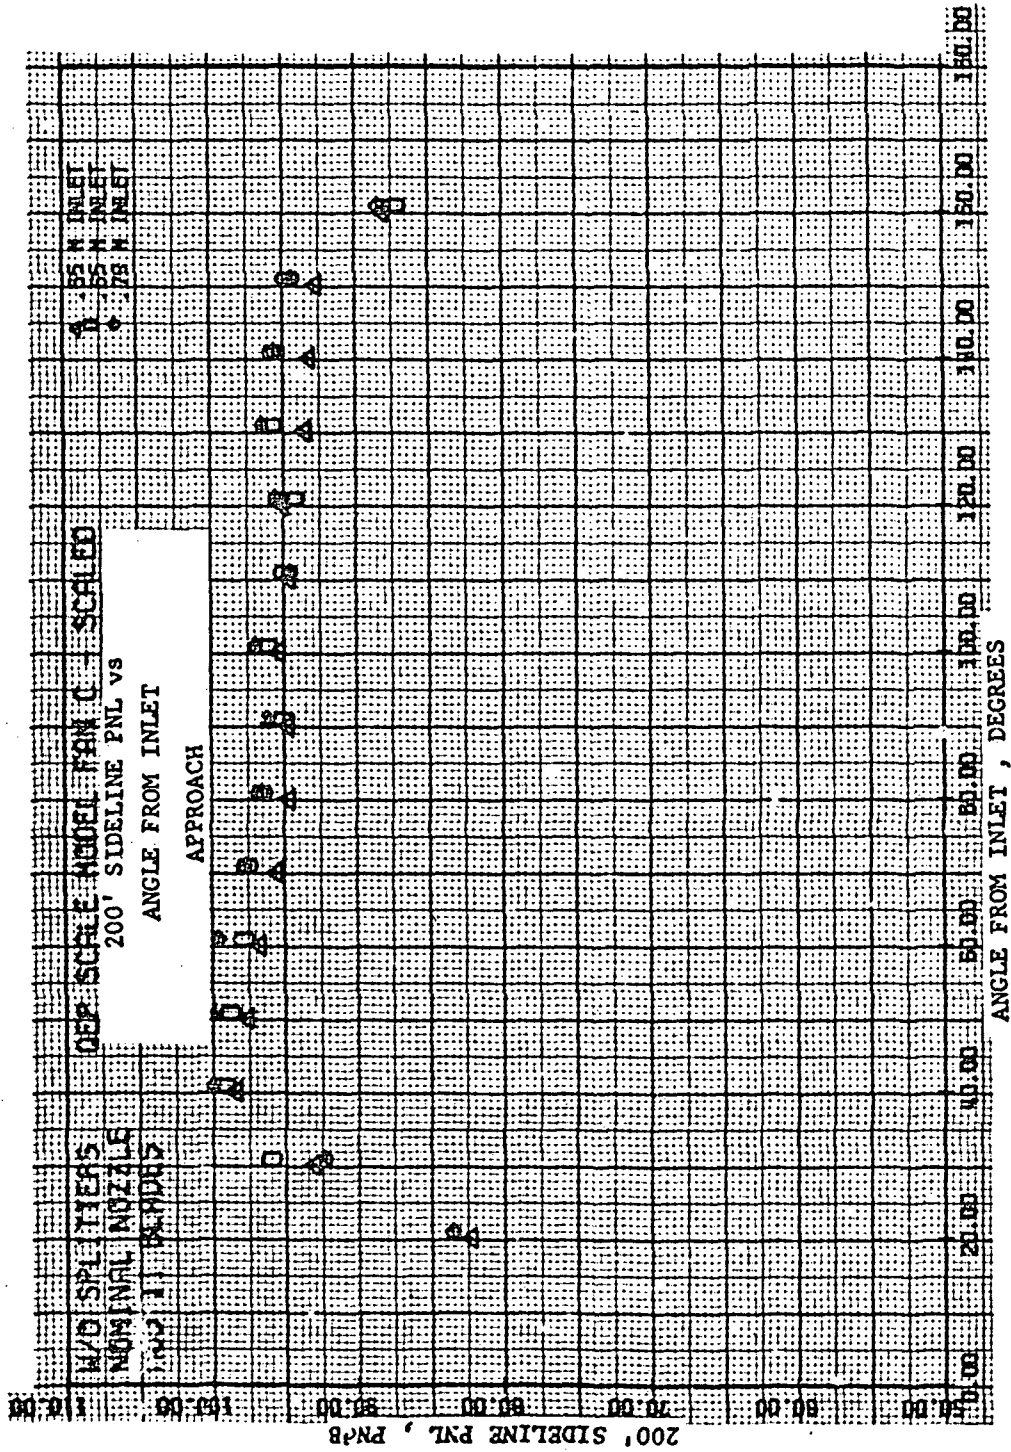 W/O SPLITTERS
NOMINAL NOZZLE
BLADES
QEP SCALE MODEL FAN C - SCALED
200' SIDELINE PNL vs
ANGLE FROM INLET
APPROACH
.55 M INLET
.65 M INLET
.79 M INLET
200' SIDELINE PNL , PNdB
110.00
100.00
90.00
80.00
70.00
60.00
50.00
0.00
20.00
40.00
60.00
80.00
100.00
120.00
140.00
160.00
180.00
ANGLE FROM INLET , DEGREES